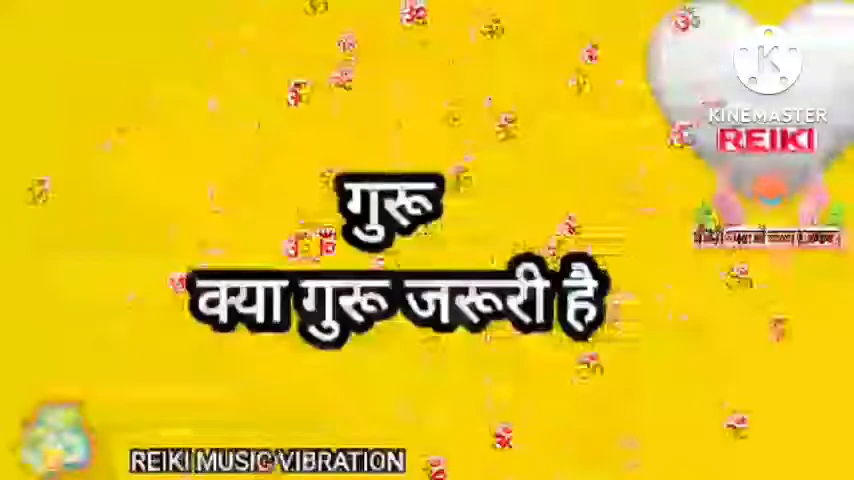 KINEMASTER
REIKI
गुरू
क्या गुरू जरूरी है
REIKI MUSIC VIBRATION